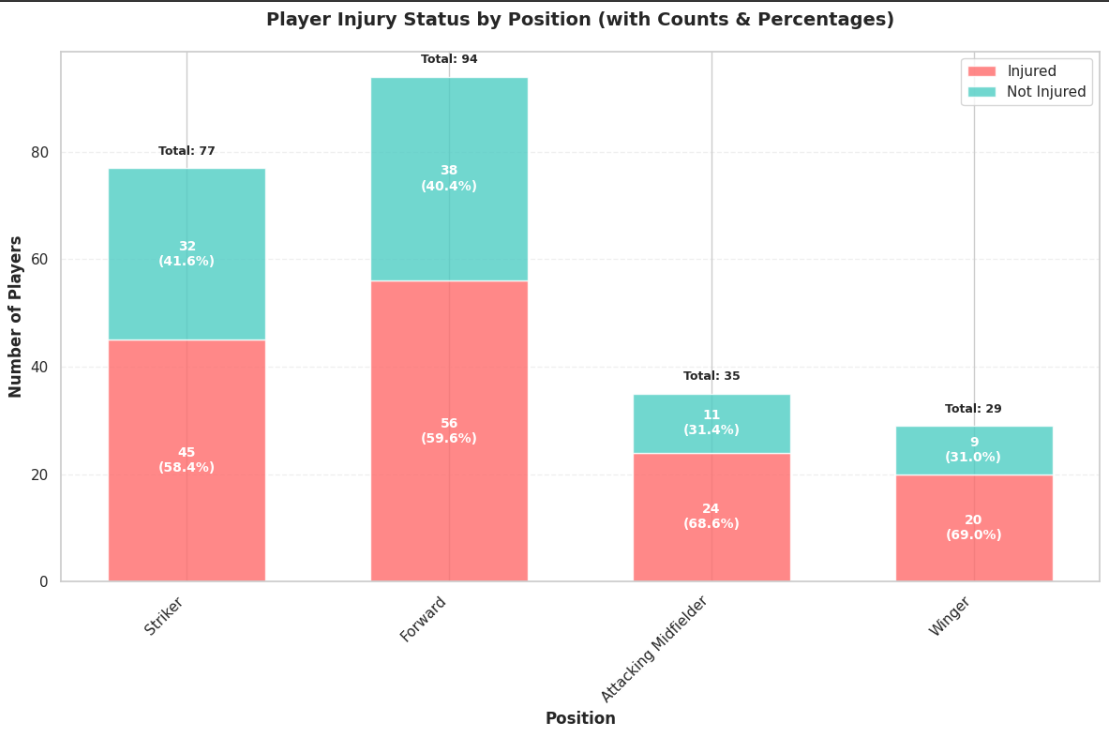 Player Injury Status by Position (with Counts & Percentages)
Injured
Not Injured
Number of Players
80
60
40
20
0
Total: 77
32
(41.6%)
45
(58.4%)
Total: 94
38
(40.4%)
56
(59.6%)
Total: 35
11
(31.4%)
24
(68.6%)
Total: 29
9
(31.0%)
20
(69.0%)
Striker
Forward
Attacking Midfielder
Winger
Position